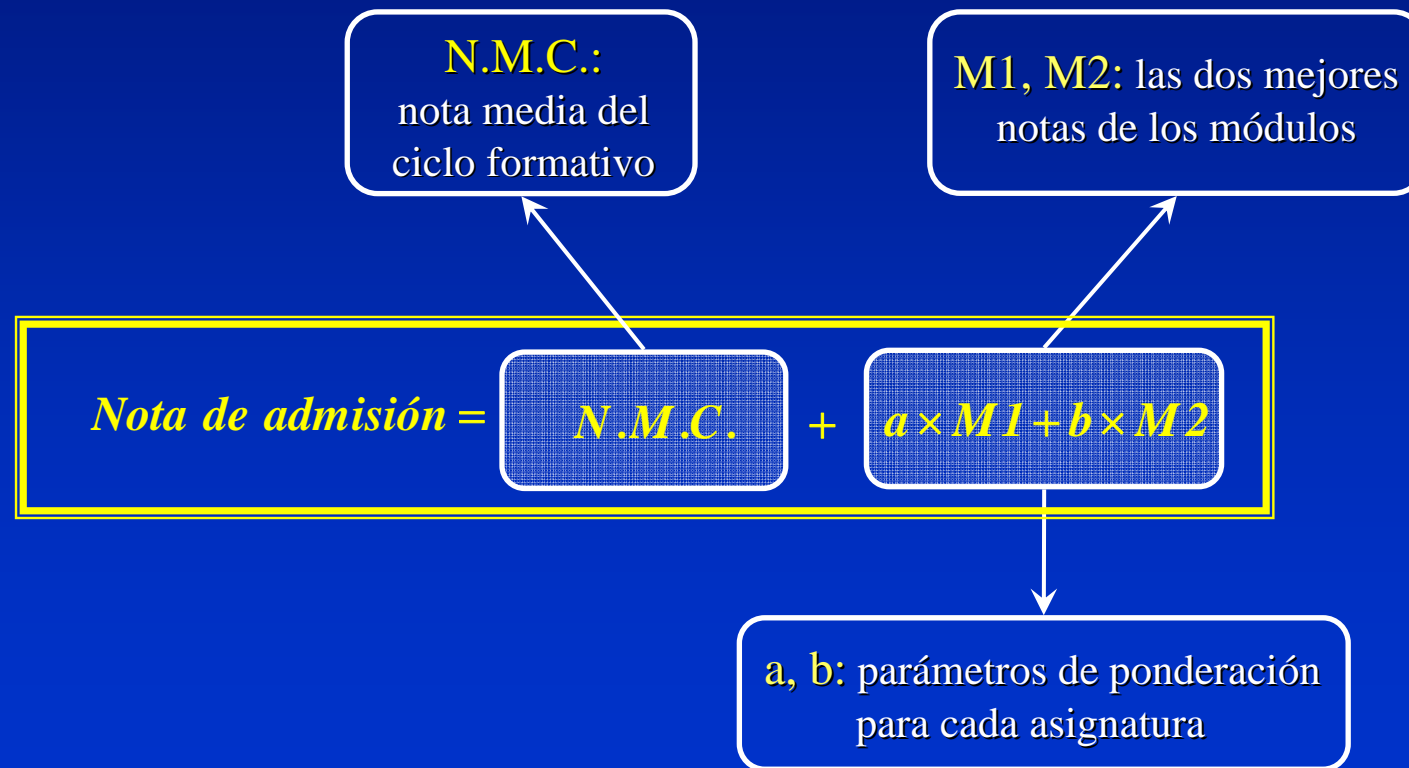 N.M.C.:
nota media del
ciclo formativo
M1, M2: las dos mejores
notas de los módulos
Nota de admisión = N.M.C. + a × M1 + b × M2
a, b: parámetros de ponderación
para cada asignatura